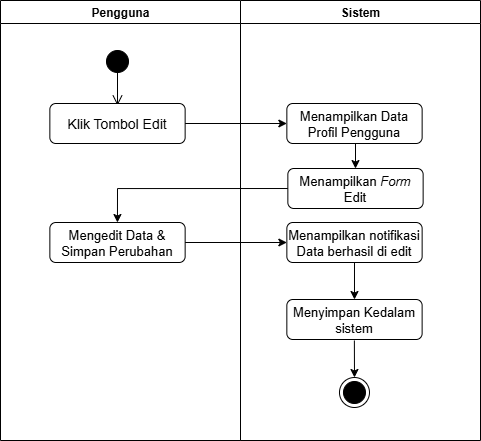 Pengguna
Sistem
Klik Tombol Edit
Menampilkan Data
Profil Pengguna
Menampilkan Form
Edit
Mengedit Data &
Simpan Perubahan
Menampilkan notifikasi
Data berhasil di edit
Menyimpan Kedalam
sistem